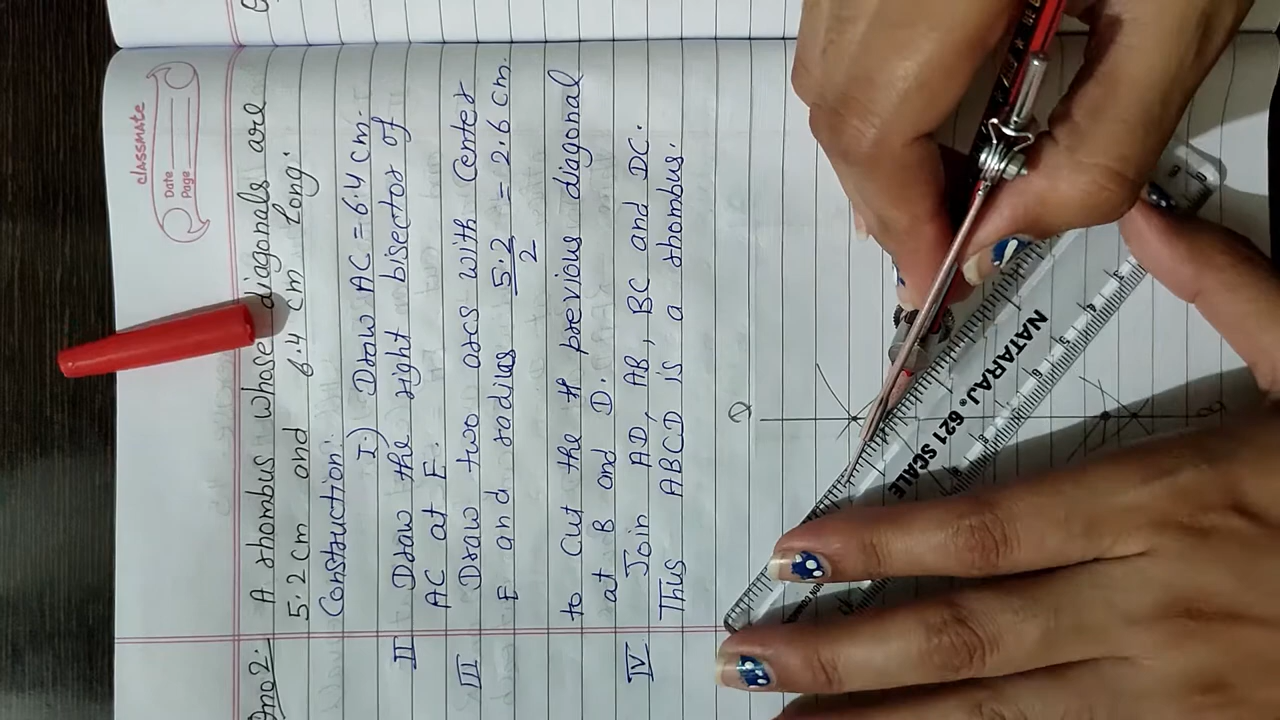 classmate
Date
Page
Qno2. A rhombus whose diagonals are
5.2 cm and 6.4 cm long.
Construction:
I.) Draw AC = 6.4 cm.
II Draw the right bisector of
AC at E.
III Draw two arcs with center
E and radius 5.2/2 = 2.6 cm.
to cut the previous diagonal
at B and D.
IV Join AD, AB, BC and DC.
Thus ABCD is a rhombus.
NATARAJ® 621 SCALE